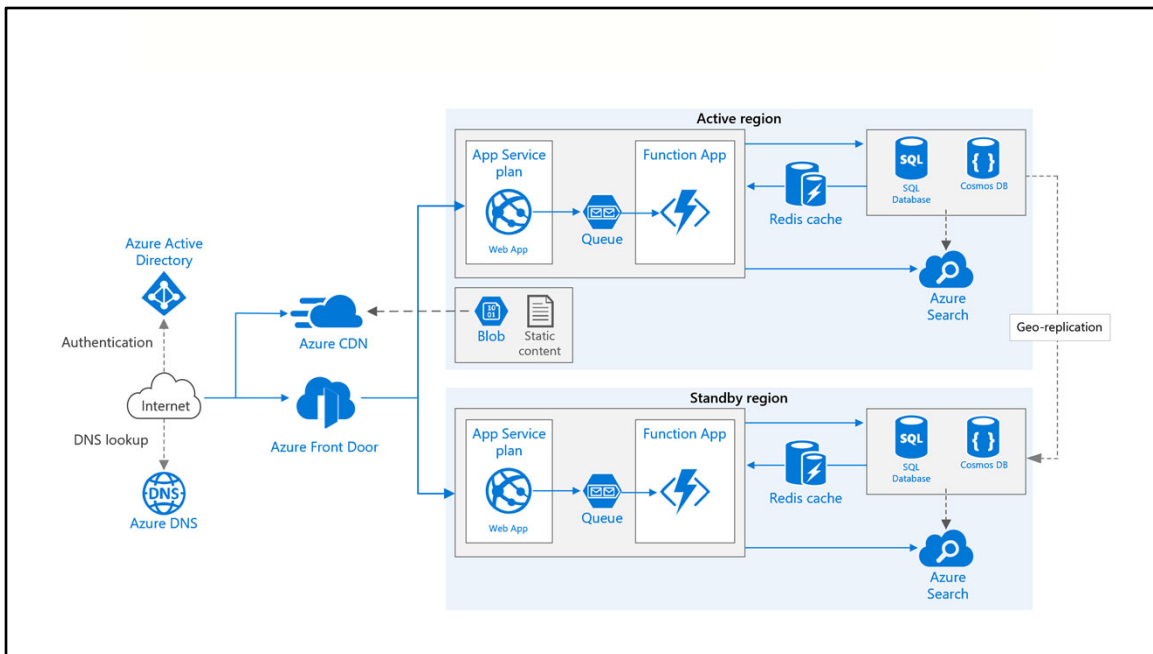 Active region
App Service
plan
Web App
Queue
Function App
Redis cache
SQL
SQL
Database
Cosmos DB
Azure
Search
Geo-replication
Azure Active
Directory
Authentication
Internet
DNS lookup
DNS
Azure DNS
Azure CDN
Azure Front Door
10
01
Blob
Static
content
Standby region
App Service
plan
Web App
Queue
Function App
Redis cache
SQL
SQL
Database
Cosmos DB
Azure
Search